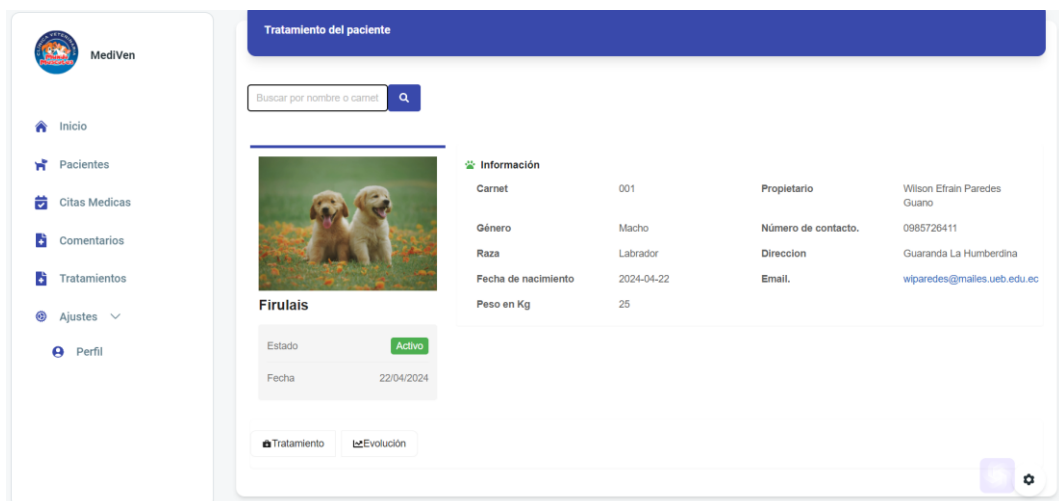 MediVen
Inicio
Pacientes
Citas Medicas
Comentarios
Tratamientos
Ajustes
Perfil
Tratamiento del paciente
Buscar por nombre o carnet
Firulais
Estado Activo
Fecha 22/04/2024
Información
Carnet 001 Propietario Wilson Efrain Paredes
Guano
Género Macho Número de contacto. 0985726411
Raza Labrador Direccion Guaranda La Humberdina
Fecha de nacimiento 2024-04-22 Email. wiparedes@mailes.ueb.edu.ec
Peso en Kg 25
Tratamiento Evolución